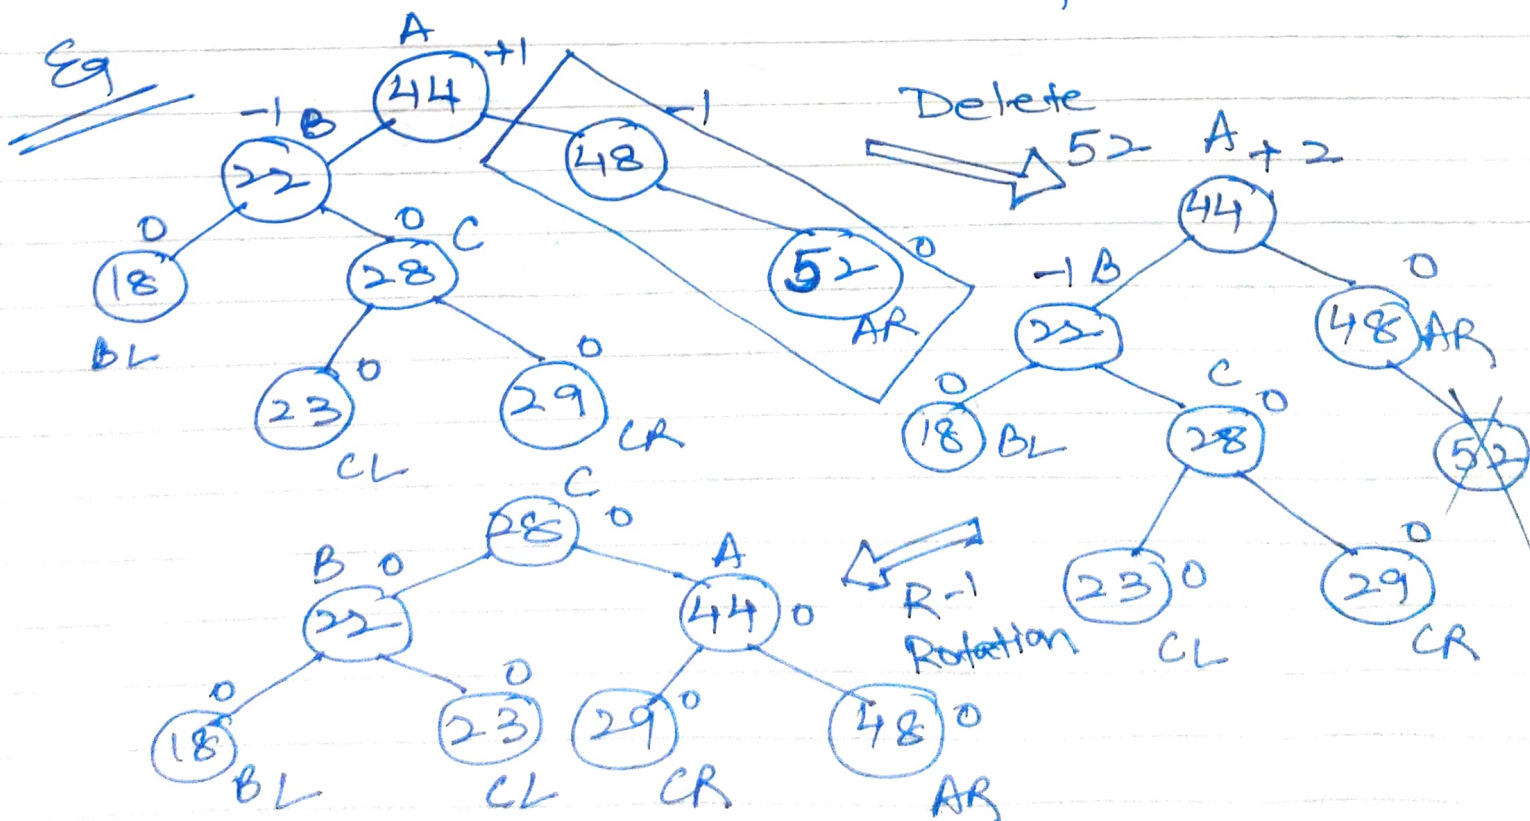 Eg
A
44 +1
-1 B
22
48 -1
0
18
BL
0 C
28
52 0
AR
0
23
CL
0
29
CR
Delete
52
A +2
44
-1 B
22
0
48 AR
0
18 BL
C 0
28
52
23 0
CL
0
29
CR
R-1
Rotation
C
28 0
B 0
22
A
44 0
0
18
BL
0
23
CL
29 0
CR
48 0
AR